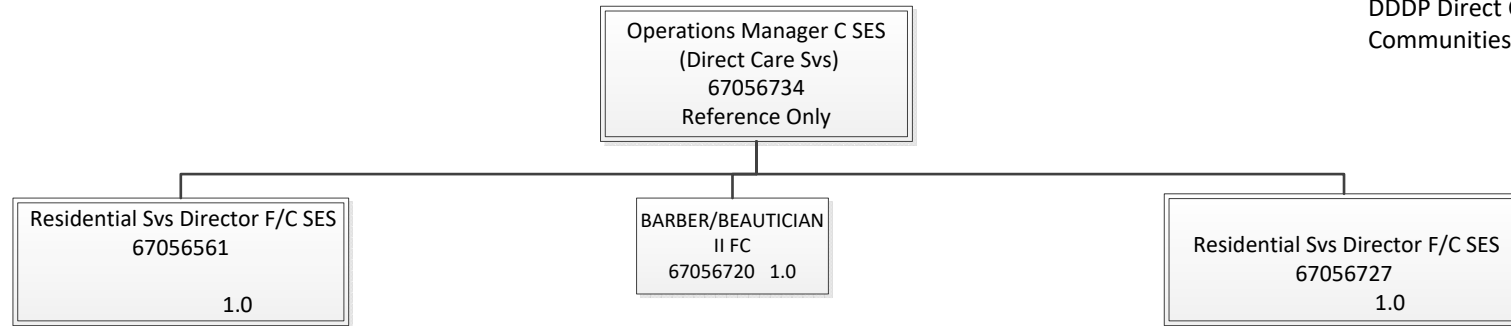 DDDP Direct
Communities
Operations Manager C SES
(Direct Care Svs)
67056734
Reference Only
Residential Svs Director F/C SES
67056561
1.0
BARBER/BEAUTICIAN
II FC
67056720 1.0
Residential Svs Director F/C SES
67056727
1.0